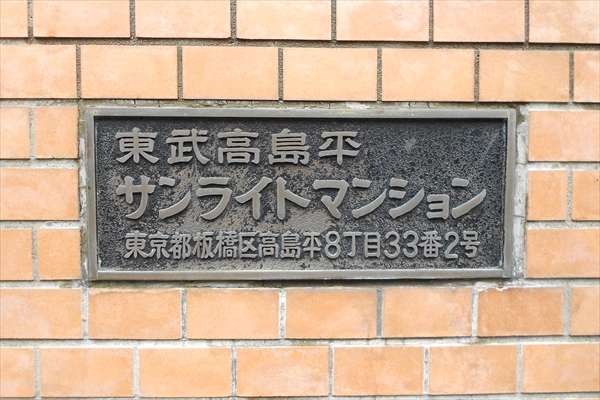 東武高島平
サンライトマンション
東京都板橋区高島平8丁目33番2号